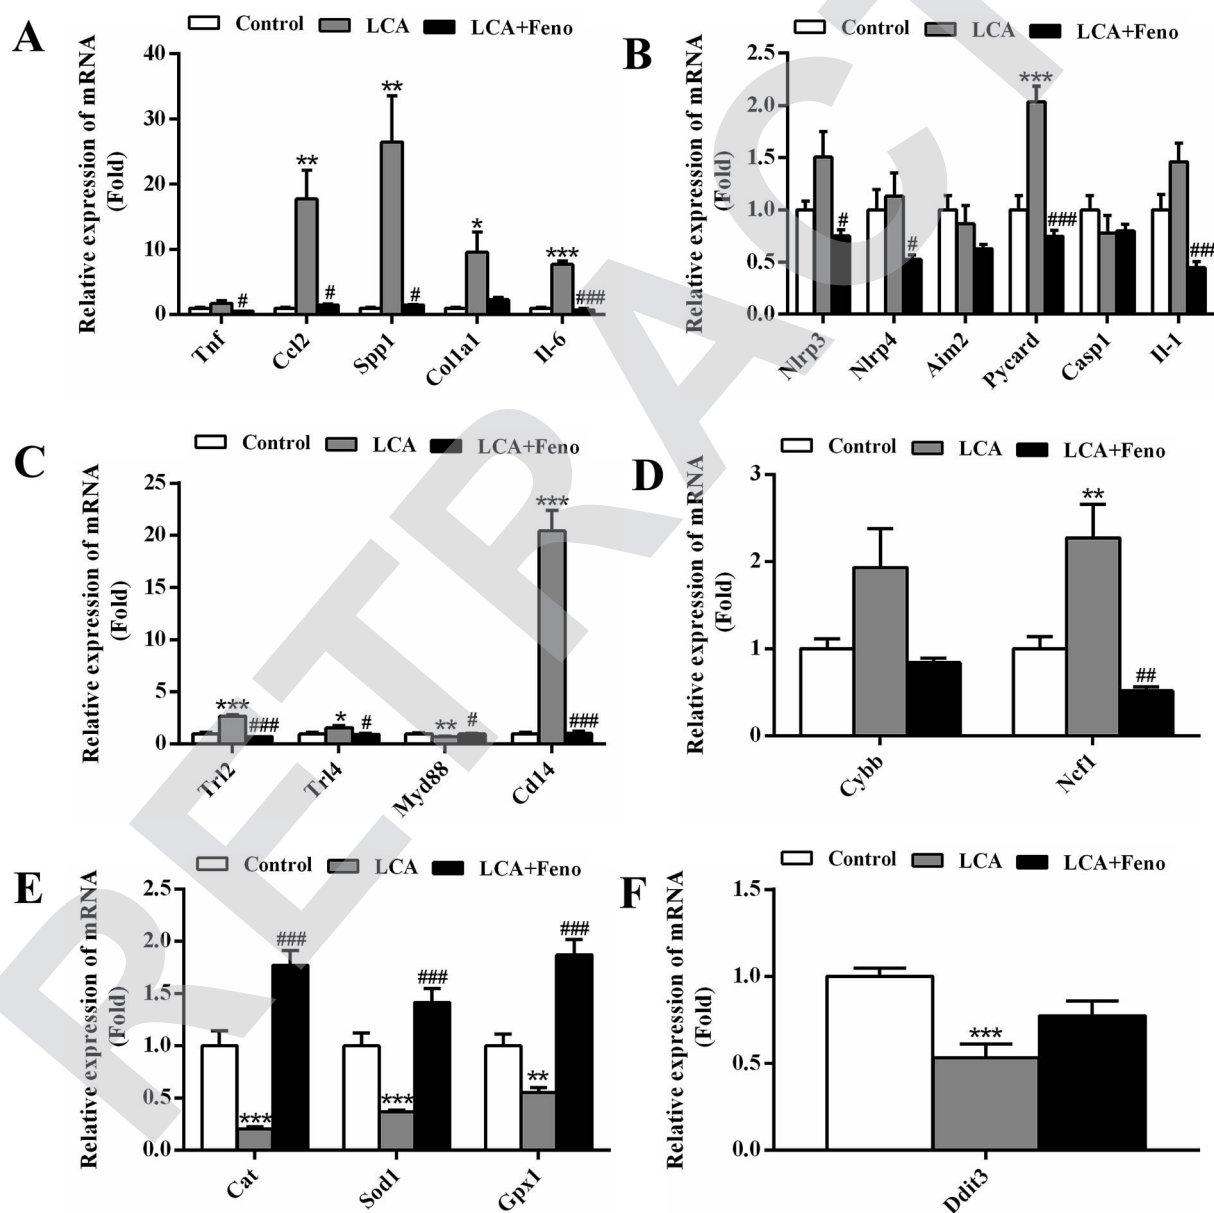 A
Control LCA LCA+Feno
Relative expression of mRNA
(Fold)
40
30
20
10
0
** ** * ***
# # # ###
Tnf Ccl2 Spp1 Col1a1 Il-6
B
Control LCA LCA+Feno
Relative expression of mRNA
(Fold)
2.5
2.0
1.5
1.0
0.5
0.0
***
# # ### ###
Nlrp3 Nlrp4 Aim2 Pycard Casp1 Il-1
C
Control LCA LCA+Feno
Relative expression of mRNA
(Fold)
25
20
15
10
5
0
*** * ** ***
### # # ###
Trl2 Trl4 Myd88 Cd14
D
Control LCA LCA+Feno
Relative expression of mRNA
(Fold)
3
2
1
0
**
##
Cybb Ncf1
E
Control LCA LCA+Feno
Relative expression of mRNA
(Fold)
2.5
2.0
1.5
1.0
0.5
0.0
*** *** **
### ### ###
Cat Sod1 Gpx1
F
Control LCA LCA+Feno
Relative expression of mRNA
(Fold)
1.5
1.0
0.5
0.0
***
Ddit3
RETRACT